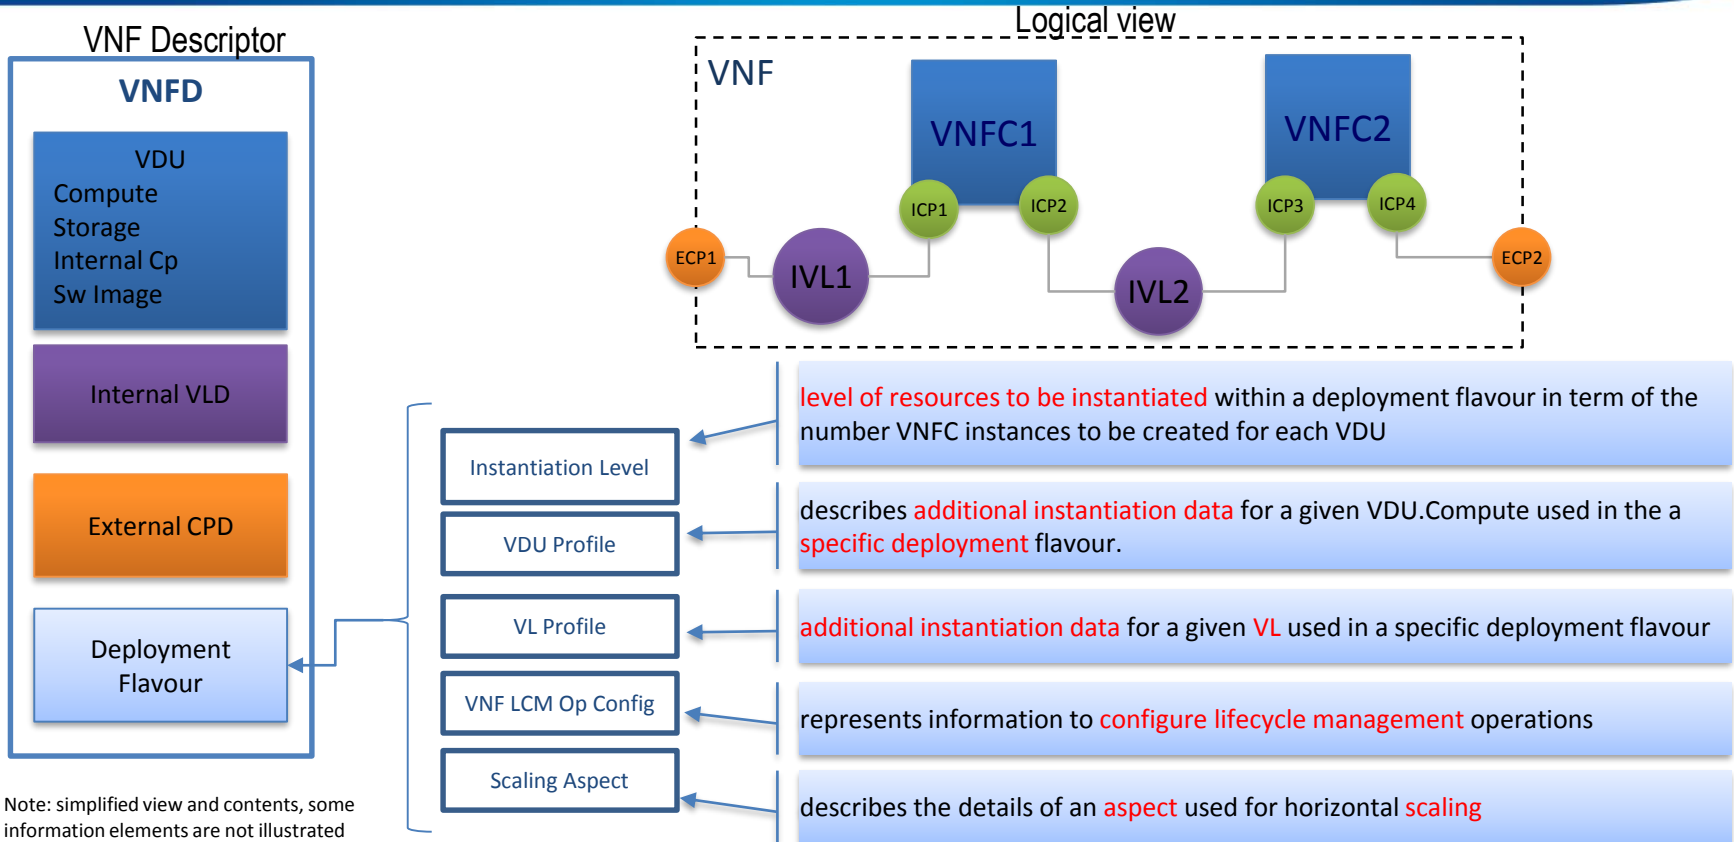 Logical view
VNF Descriptor
VNFD
VDU
Compute
Storage
Internal Cp
Sw Image
Internal VLD
External CPD
Deployment
Flavour
Note: simplified view and contents, some
information elements are not illustrated
VNF
VNFC1
VNFC2
ICP1
ICP2
ICP3
ICP4
ECP1
IVL1
IVL2
ECP2
Instantiation Level
level of resources to be instantiated within a deployment flavour in term of the
number VNFC instances to be created for each VDU
VDU Profile
describes additional instantiation data for a given VDU.Compute used in the a
specific deployment flavour.
VL Profile
additional instantiation data for a given VL used in a specific deployment flavour
VNF LCM Op Config
represents information to configure lifecycle management operations
Scaling Aspect
describes the details of an aspect used for horizontal scaling